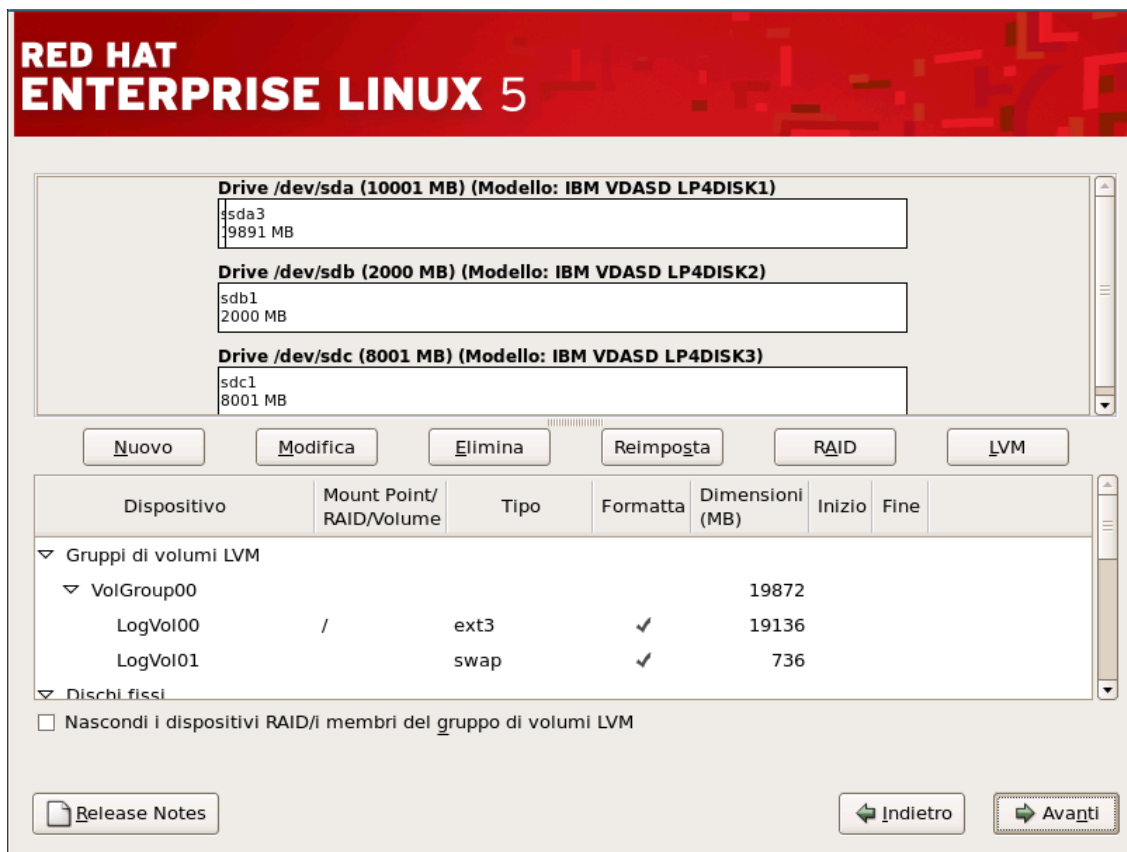 RED HAT
ENTERPRISE LINUX 5
Drive /dev/sda (10001 MB) (Modello: IBM VDASD LP4DISK1)
sda3
9891 MB
Drive /dev/sdb (2000 MB) (Modello: IBM VDASD LP4DISK2)
sdb1
2000 MB
Drive /dev/sdc (8001 MB) (Modello: IBM VDASD LP4DISK3)
sdc1
8001 MB
Nuovo Modifica Elimina Reimposta RAID LVM
Dispositivo Mount Point/ RAID/Volume Tipo Formatta Dimensioni (MB) Inizio Fine
Gruppi di volumi LVM
VolGroup00 19872
LogVol00 / ext3 19136
LogVol01 swap 736
Dischi fissi
Nascondi i dispositivi RAID/i membri del gruppo di volumi LVM
Release Notes Indietro Avanti